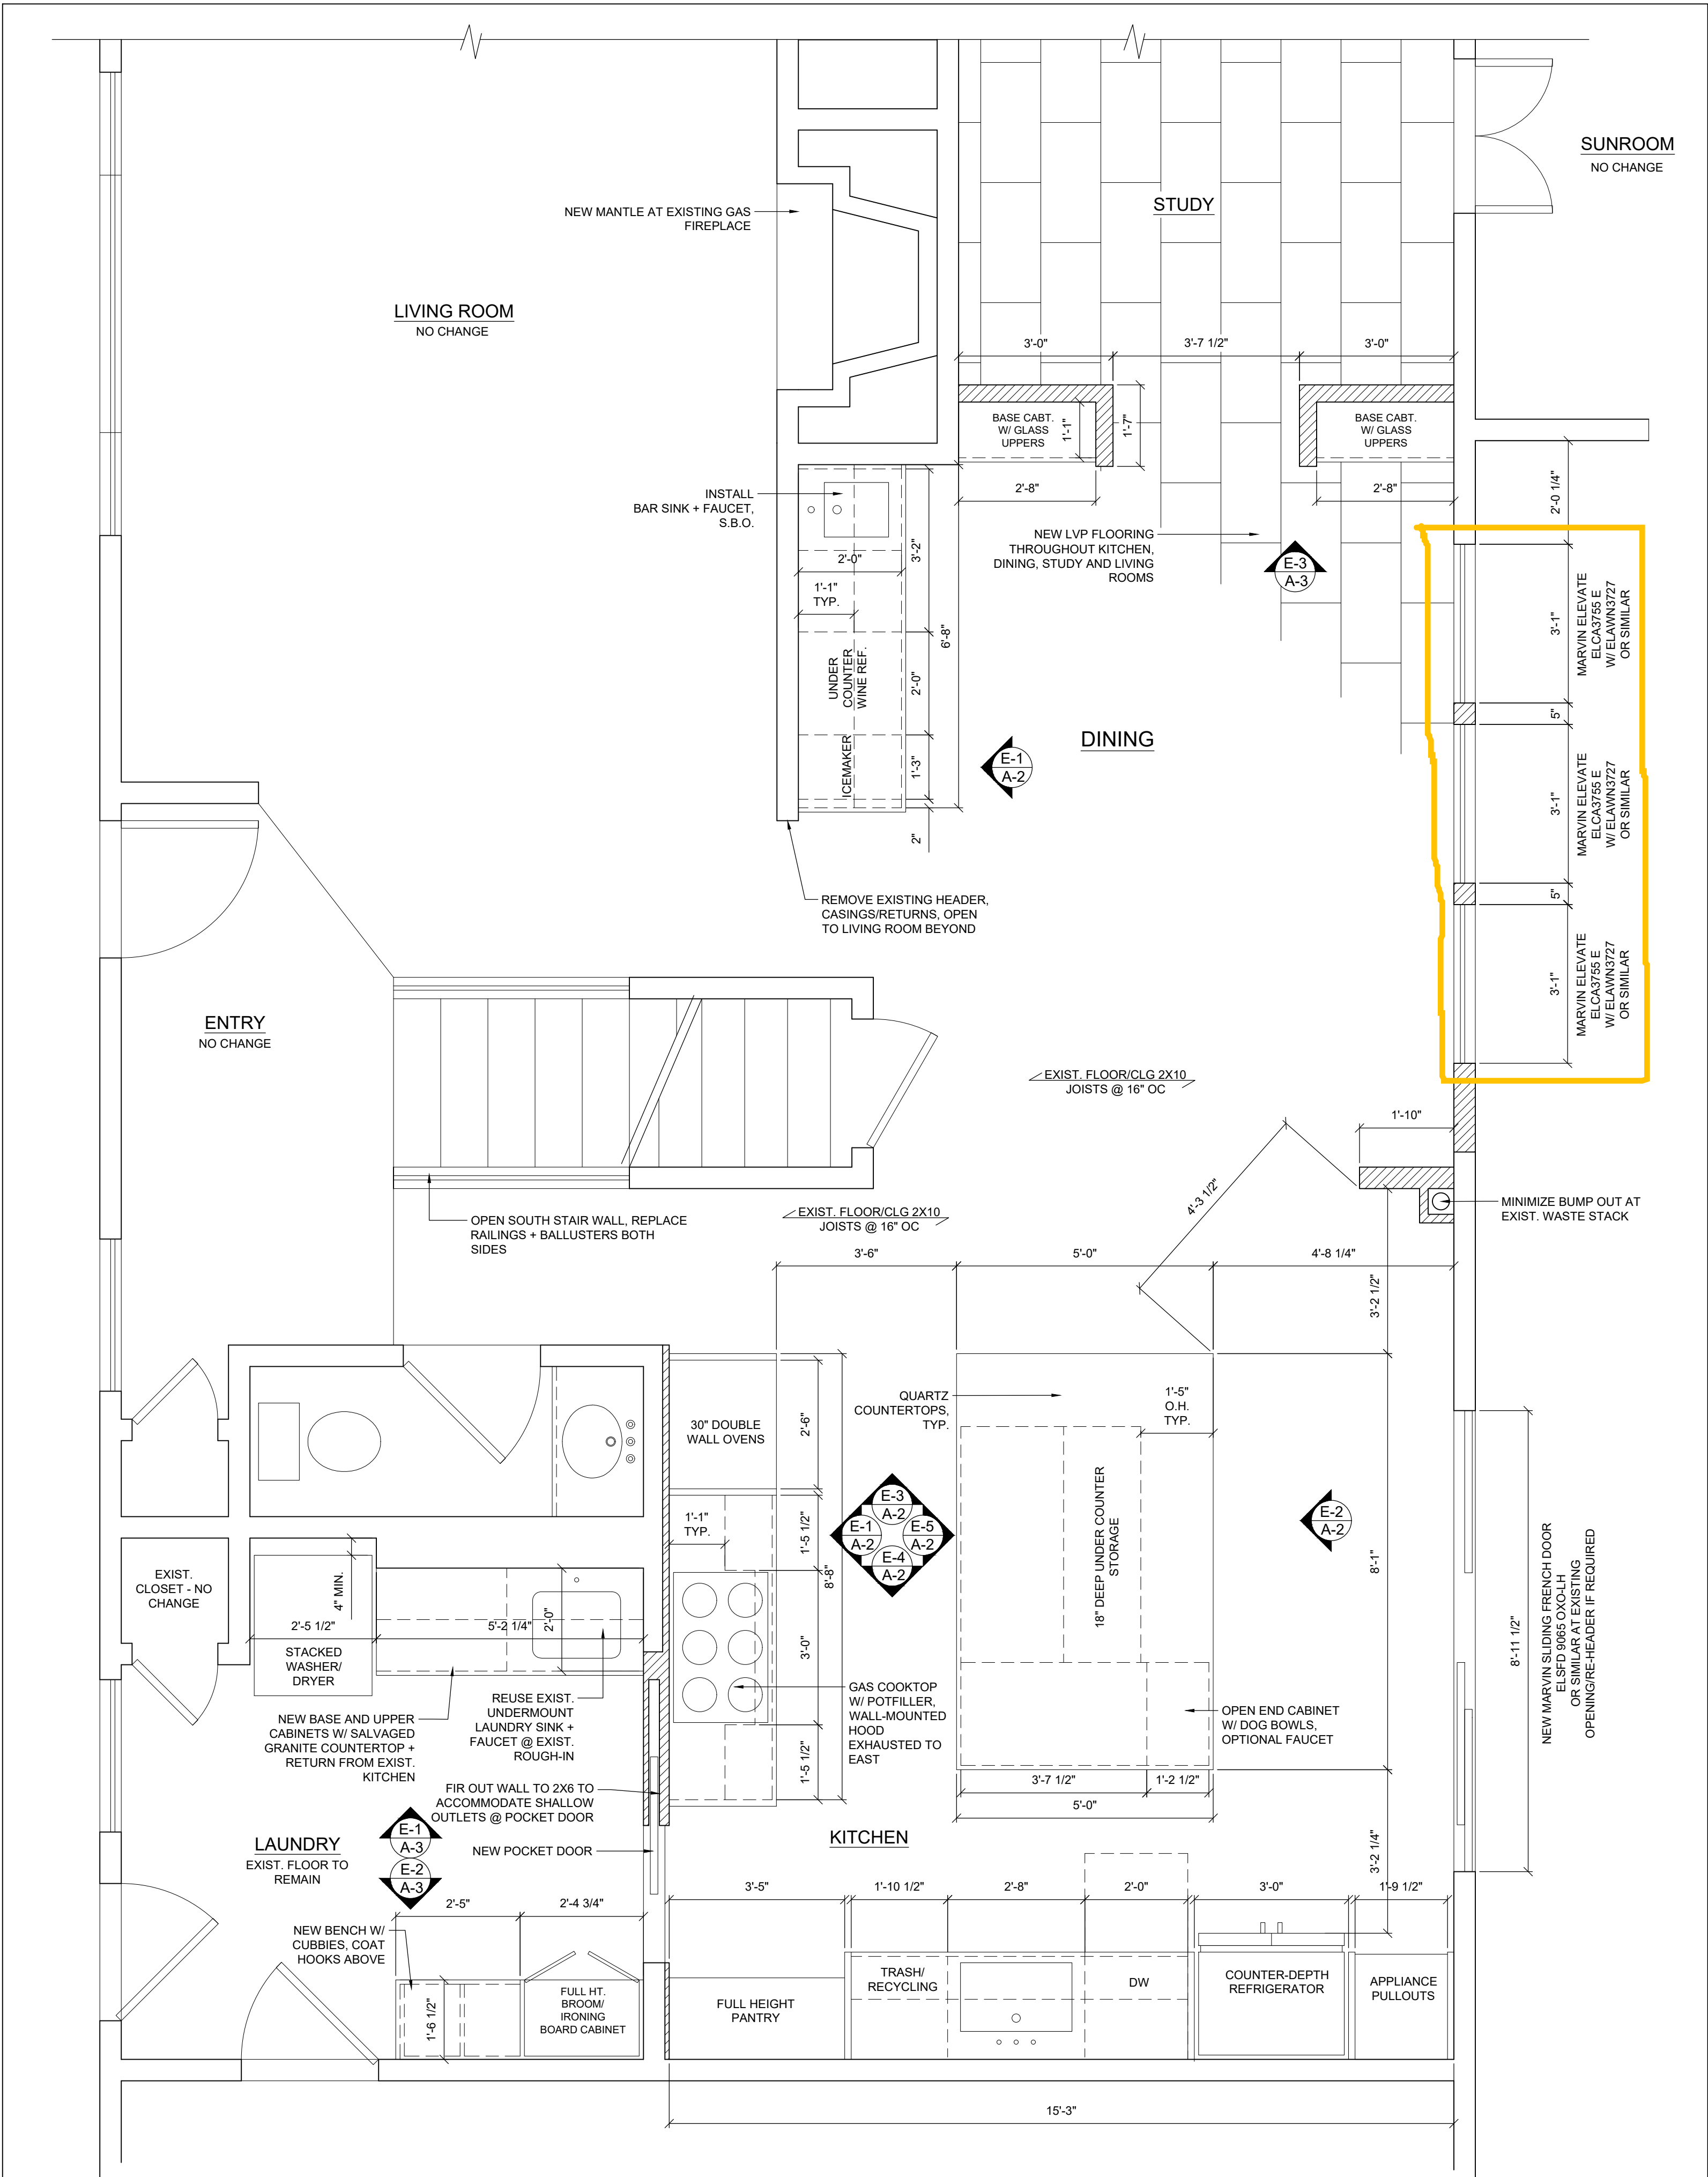 SUNROOM
NO CHANGE
STUDY
NEW MANTLE AT EXISTING GAS
FIREPLACE
LIVING ROOM
NO CHANGE
3'-0"
3'-7 1/2"
3'-0"
BASE CABT.
W/ GLASS
UPPERS
1'-1"
1'-7"
BASE CABT.
W/ GLASS
UPPERS
2'-8"
2'-8"
2'-0 1/4"
INSTALL
BAR SINK + FAUCET,
S.B.O.
NEW LVP FLOORING
THROUGHOUT KITCHEN,
DINING, STUDY AND LIVING
ROOMS
E-3
A-3
2'-0"
3'-2"
1'-1"
TYP.
6'-8"
UNDER
COUNTER
WINE REF.
2'-0"
ICEMAKER
1'-3"
2"
E-1
A-2
DINING
3'-1"
MARVIN ELEVATE
ELCA3755 E
W/ ELAWN3727
OR SIMILAR
5"
3'-1"
MARVIN ELEVATE
ELCA3755 E
W/ ELAWN3727
OR SIMILAR
5"
3'-1"
MARVIN ELEVATE
ELCA3755 E
W/ ELAWN3727
OR SIMILAR
REMOVE EXISTING HEADER,
CASINGS/RETURNS, OPEN
TO LIVING ROOM BEYOND
ENTRY
NO CHANGE
EXIST. FLOOR/CLG 2X10
JOISTS @ 16" OC
1'-10"
4'-3 1/2"
MINIMIZE BUMP OUT AT
EXIST. WASTE STACK
OPEN SOUTH STAIR WALL, REPLACE
RAILINGS + BALLUSTERS BOTH
SIDES
EXIST. FLOOR/CLG 2X10
JOISTS @ 16" OC
3'-6"
5'-0"
4'-8 1/4"
3'-2 1/2"
QUARTZ
COUNTERTOPS,
TYP.
1'-5"
O.H.
TYP.
30" DOUBLE
WALL OVENS
2'-6"
18" DEEP UNDER COUNTER
STORAGE
E-3
A-2
E-1
A-2
E-5
A-2
E-4
A-2
E-2
A-2
1'-1"
TYP.
1'-5 1/2"
8'-8"
8'-1"
8'-11 1/2"
NEW MARVIN SLIDING FRENCH DOOR
ELSFD 9065 OXO-LH
OR SIMILAR AT EXISTING
OPENING/RE-HEADER IF REQUIRED
EXIST.
CLOSET - NO
CHANGE
4" MIN.
2'-5 1/2"
5'-2 1/4"
2'-0"
STACKED
WASHER/
DRYER
3'-0"
NEW BASE AND UPPER
CABINETS W/ SALVAGED
GRANITE COUNTERTOP +
RETURN FROM EXIST.
KITCHEN
REUSE EXIST.
UNDERMOUNT
LAUNDRY SINK +
FAUCET @ EXIST.
ROUGH-IN
GAS COOKTOP
W/ POTFILLER,
WALL-MOUNTED
HOOD
EXHAUSTED TO
EAST
OPEN END CABINET
W/ DOG BOWLS,
OPTIONAL FAUCET
1'-5 1/2"
3'-7 1/2"
1'-2 1/2"
5'-0"
FIR OUT WALL TO 2X6 TO
ACCOMMODATE SHALLOW
OUTLETS @ POCKET DOOR
LAUNDRY
EXIST. FLOOR TO
REMAIN
E-1
A-3
E-2
A-3
NEW POCKET DOOR
KITCHEN
3'-2 1/4"
2'-5"
2'-4 3/4"
3'-5"
1'-10 1/2"
2'-8"
2'-0"
3'-0"
1'-9 1/2"
NEW BENCH W/
CUBBIES, COAT
HOOKS ABOVE
1'-6 1/2"
FULL HT.
BROOM/
IRONING
BOARD CABINET
FULL HEIGHT
PANTRY
TRASH/
RECYCLING
DW
COUNTER-DEPTH
REFRIGERATOR
APPLIANCE
PULLOUTS
15'-3"